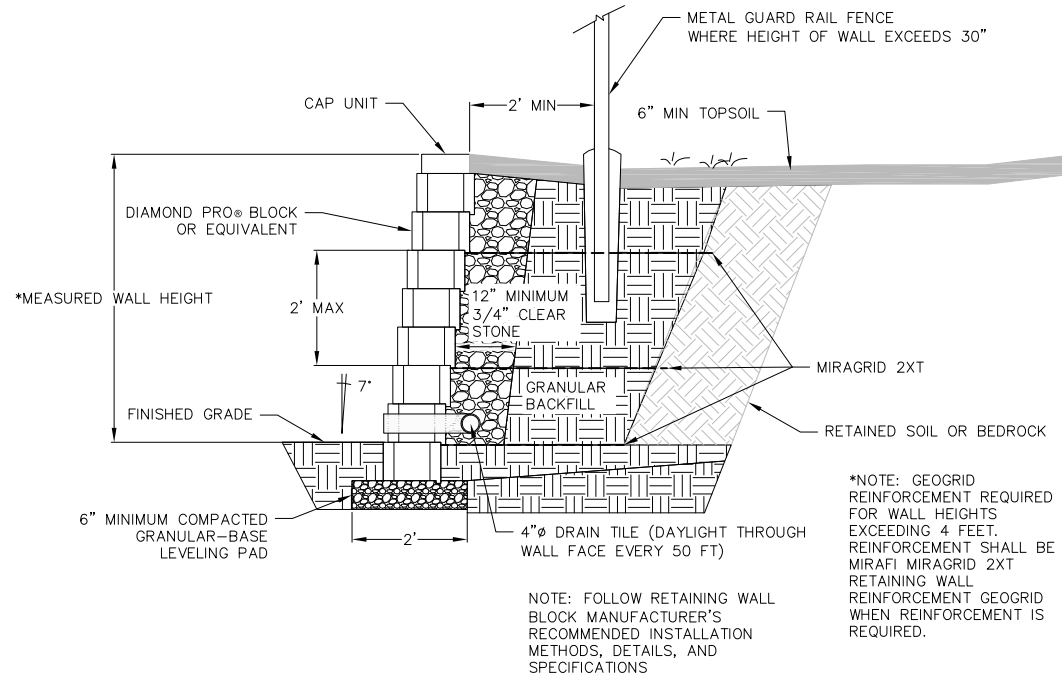 METAL GUARD RAIL FENCE
WHERE HEIGHT OF WALL EXCEEDS 30"
2' MIN
CAP UNIT
6" MIN TOPSOIL
DIAMOND PRO® BLOCK
OR EQUIVALENT
*MEASURED WALL HEIGHT
2' MAX
12" MINIMUM
3/4" CLEAR
STONE
7°
MIRAGRID 2XT
GRANULAR
BACKFILL
FINISHED GRADE
RETAINED SOIL OR BEDROCK
6" MINIMUM COMPACTED
GRANULAR-BASE
LEVELING PAD
2'
4"ø DRAIN TILE (DAYLIGHT THROUGH
WALL FACE EVERY 50 FT)
*NOTE: GEOGRID
REINFORCEMENT REQUIRED
FOR WALL HEIGHTS
EXCEEDING 4 FEET.
REINFORCEMENT SHALL BE
MIRAFI MIRAGRID 2XT
RETAINING WALL
REINFORCEMENT GEOGRID
WHEN REINFORCEMENT IS
REQUIRED.
NOTE: FOLLOW RETAINING WALL
BLOCK MANUFACTURER'S
RECOMMENDED INSTALLATION
METHODS, DETAILS, AND
SPECIFICATIONS